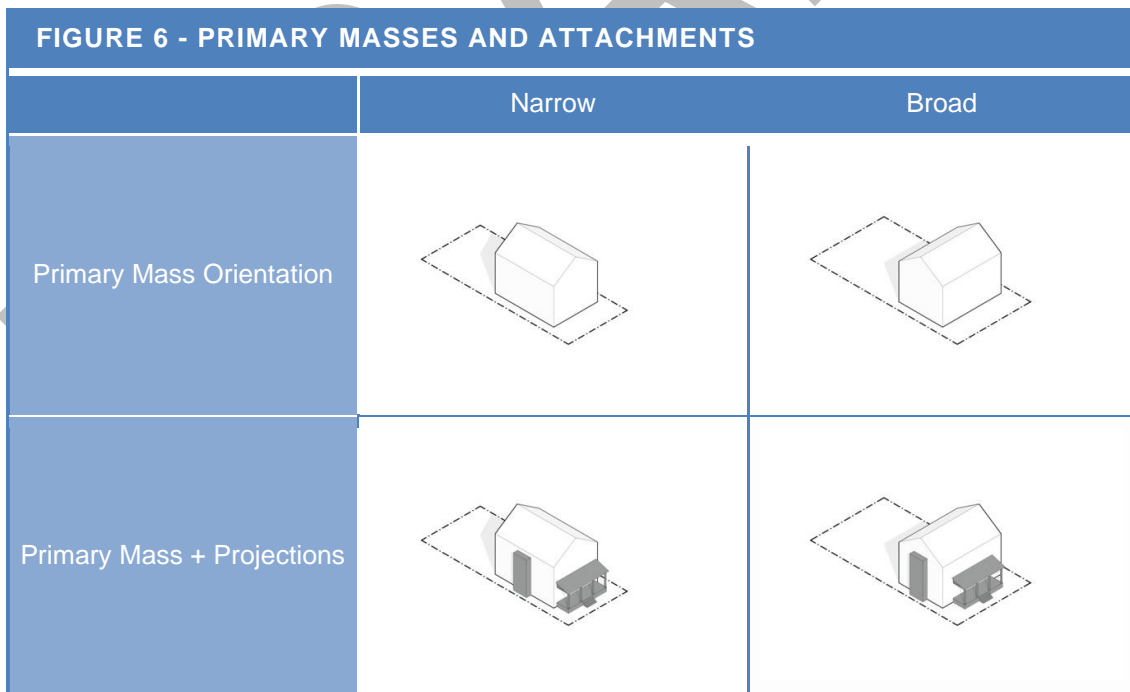 FIGURE 6 - PRIMARY MASSES AND ATTACHMENTS
Narrow
Broad
Primary Mass Orientation
Primary Mass + Projections